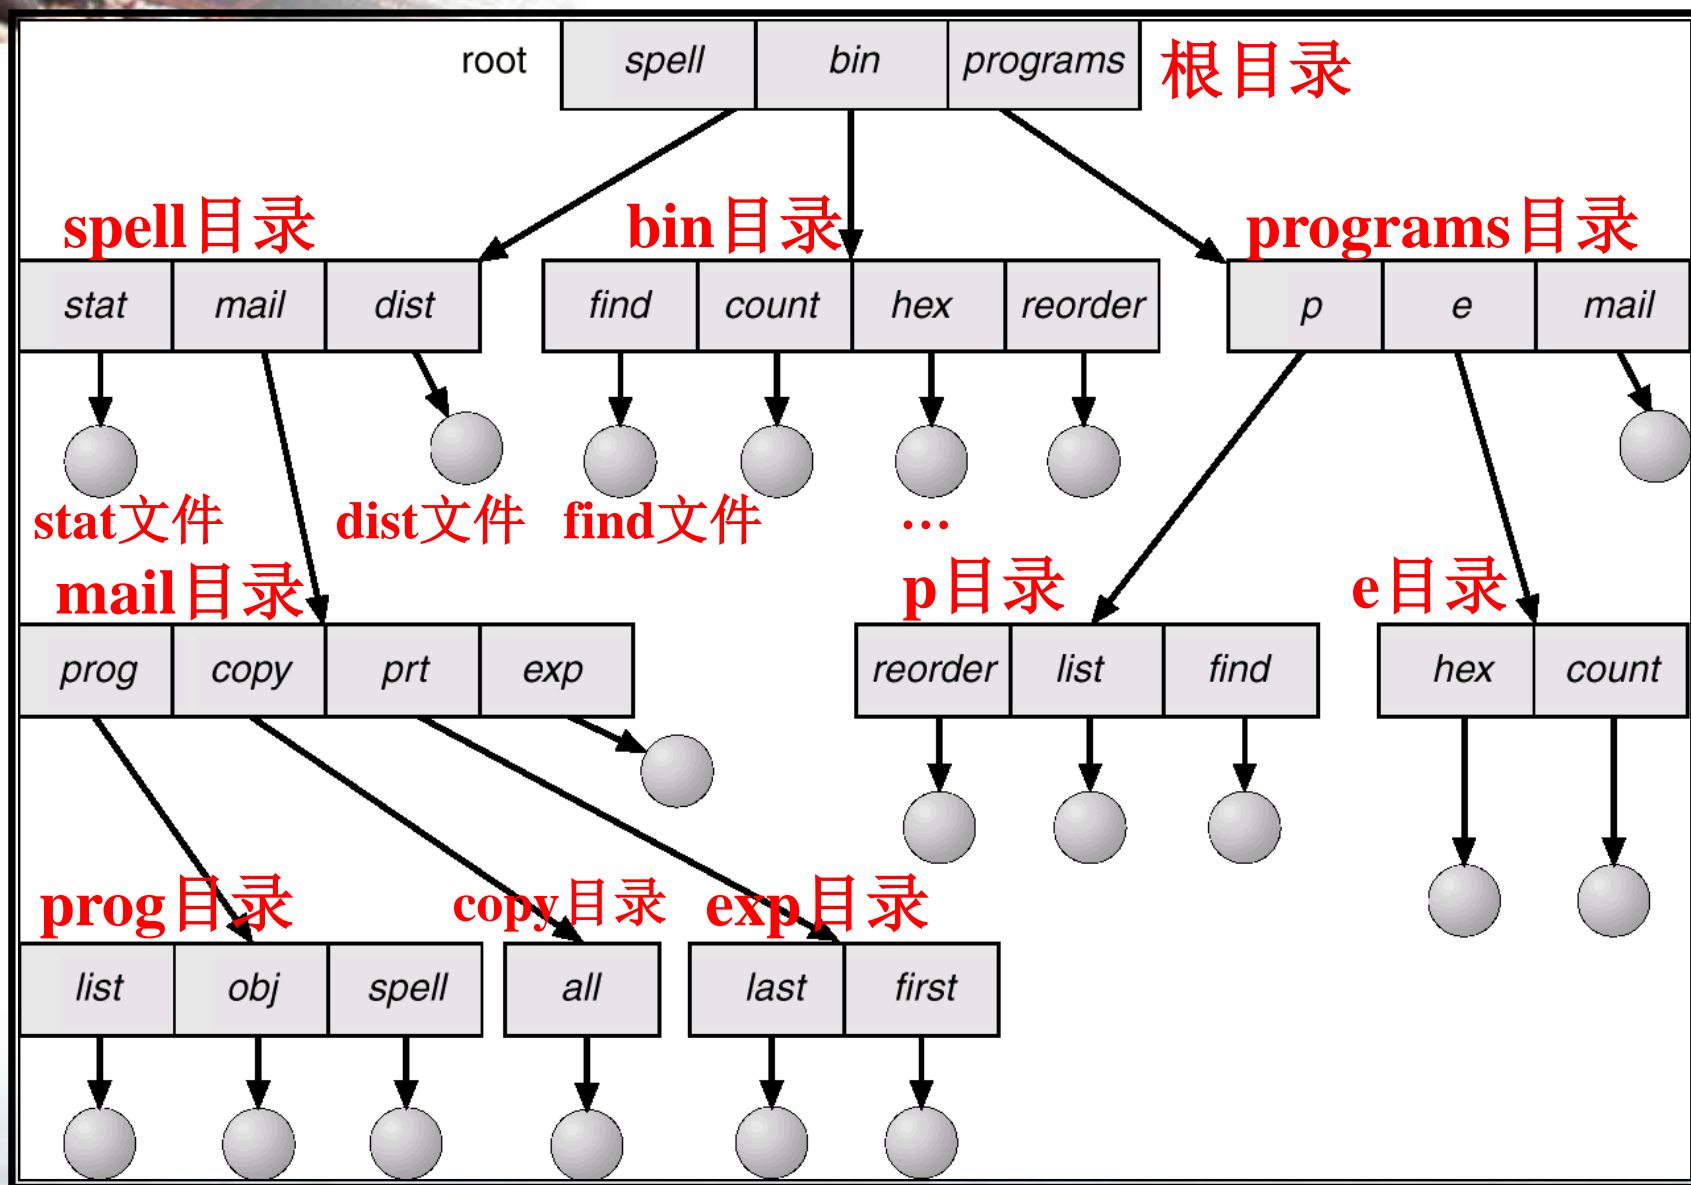 root spell bin programs 根目录
spell目录 bin目录 programs目录
stat mail dist find count hex reorder p e mail
stat文件 dist文件 find文件 …
mail目录 p目录 e目录
prog copy prt exp reorder list find hex count
prog目录 copy目录 exp目录
list obj spell all last first